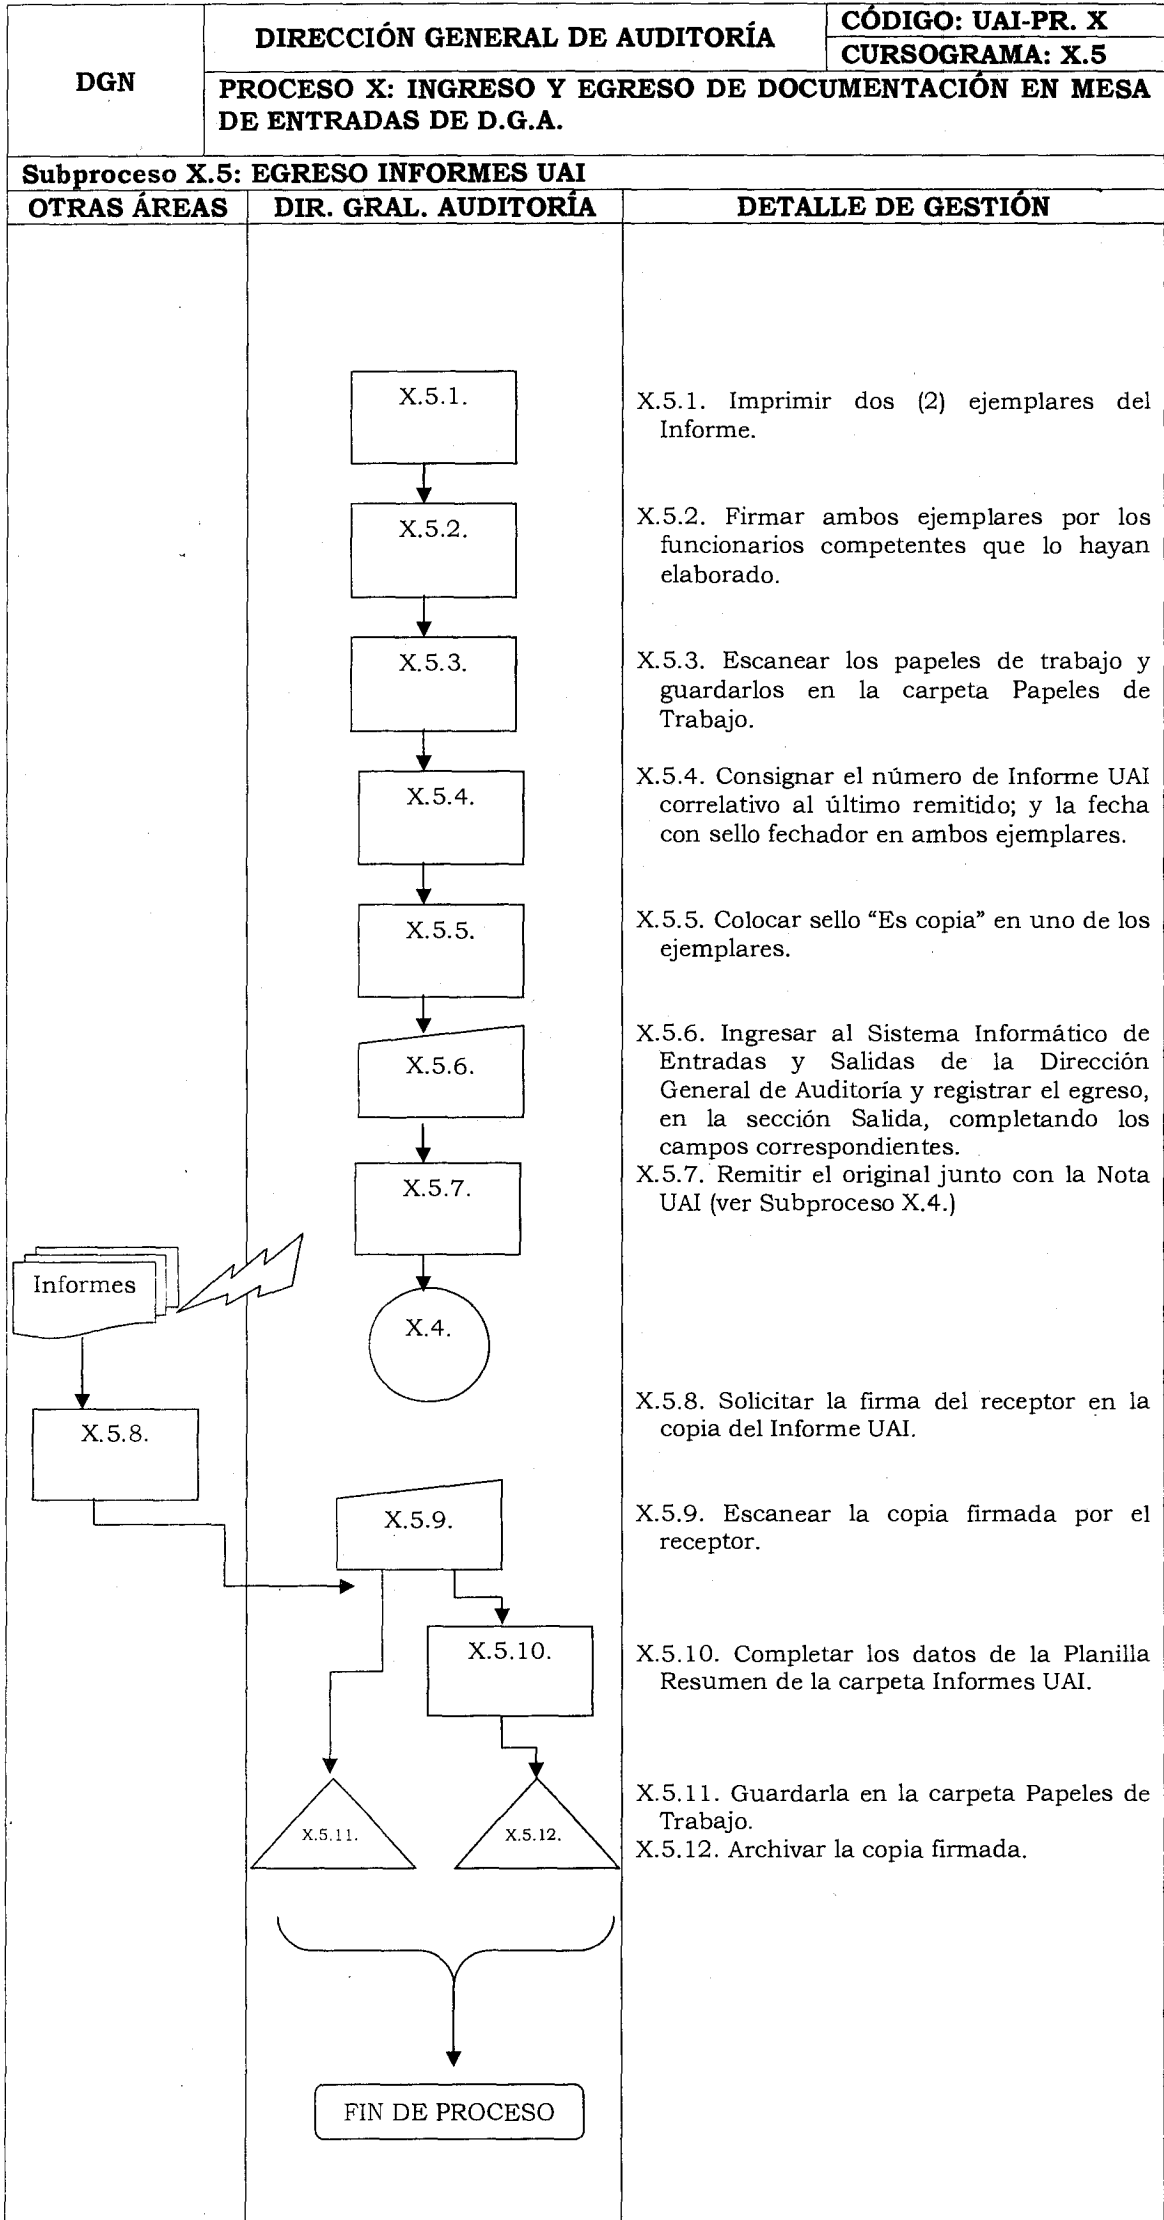 DGN
DIRECCIÓN GENERAL DE AUDITORÍA
CÓDIGO: UAI-PR. X
CURSOGRAMA: X.5
PROCESO X: INGRESO Y EGRESO DE DOCUMENTACIÓN EN MESA
DE ENTRADAS DE D.G.A.
Subproceso X.5: EGRESO INFORMES UAI
OTRAS ÁREAS
DIR. GRAL. AUDITORÍA
DETALLE DE GESTIÓN
X.5.1.
X.5.1. Imprimir dos (2) ejemplares del
Informe.
X.5.2.
X.5.2. Firmar ambos ejemplares por los
funcionarios competentes que lo hayan
elaborado.
X.5.3.
X.5.3. Escanear los papeles de trabajo y
guardarlos en la carpeta Papeles de
Trabajo.
X.5.4.
X.5.4. Consignar el número de Informe UAI
correlativo al último remitido; y la fecha
con sello fechador en ambos ejemplares.
X.5.5.
X.5.5. Colocar sello “Es copia” en uno de los
ejemplares.
X.5.6.
X.5.6. Ingresar al Sistema Informático de
Entradas y Salidas de la Dirección
General de Auditoría y registrar el egreso,
en la sección Salida, completando los
campos correspondientes.
X.5.7.
X.5.7. Remitir el original junto con la Nota
UAI (ver Subproceso X.4.)
Informes
X.4.
X.5.8.
X.5.8. Solicitar la firma del receptor en la
copia del Informe UAI.
X.5.9.
X.5.9. Escanear la copia firmada por el
receptor.
X.5.10.
X.5.10. Completar los datos de la Planilla
Resumen de la carpeta Informes UAI.
X.5.11.
X.5.12.
X.5.11. Guardarla en la carpeta Papeles de
Trabajo.
X.5.12. Archivar la copia firmada.
FIN DE PROCESO